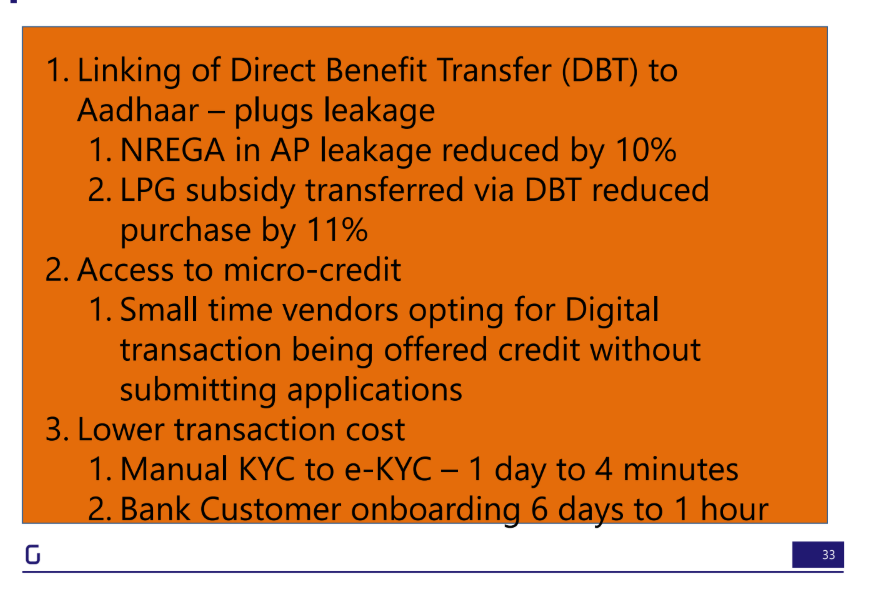 1. Linking of Direct Benefit Transfer (DBT) to
Aadhaar – plugs leakage
1. NREGA in AP leakage reduced by 10%
2. LPG subsidy transferred via DBT reduced
purchase by 11%
2. Access to micro-credit
1. Small time vendors opting for Digital
transaction being offered credit without
submitting applications
3. Lower transaction cost
1. Manual KYC to e-KYC – 1 day to 4 minutes
2. Bank Customer onboarding 6 days to 1 hour
33